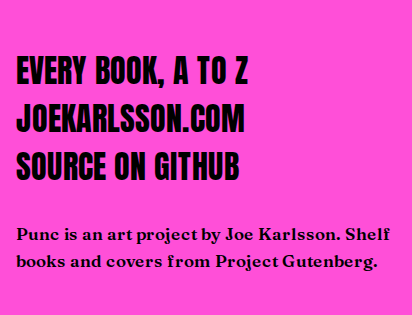 EVERY BOOK, A TO Z
JOEKARLSSON.COM
SOURCE ON GITHUB
Punc is an art project by Joe Karlsson. Shelf
books and covers from Project Gutenberg.